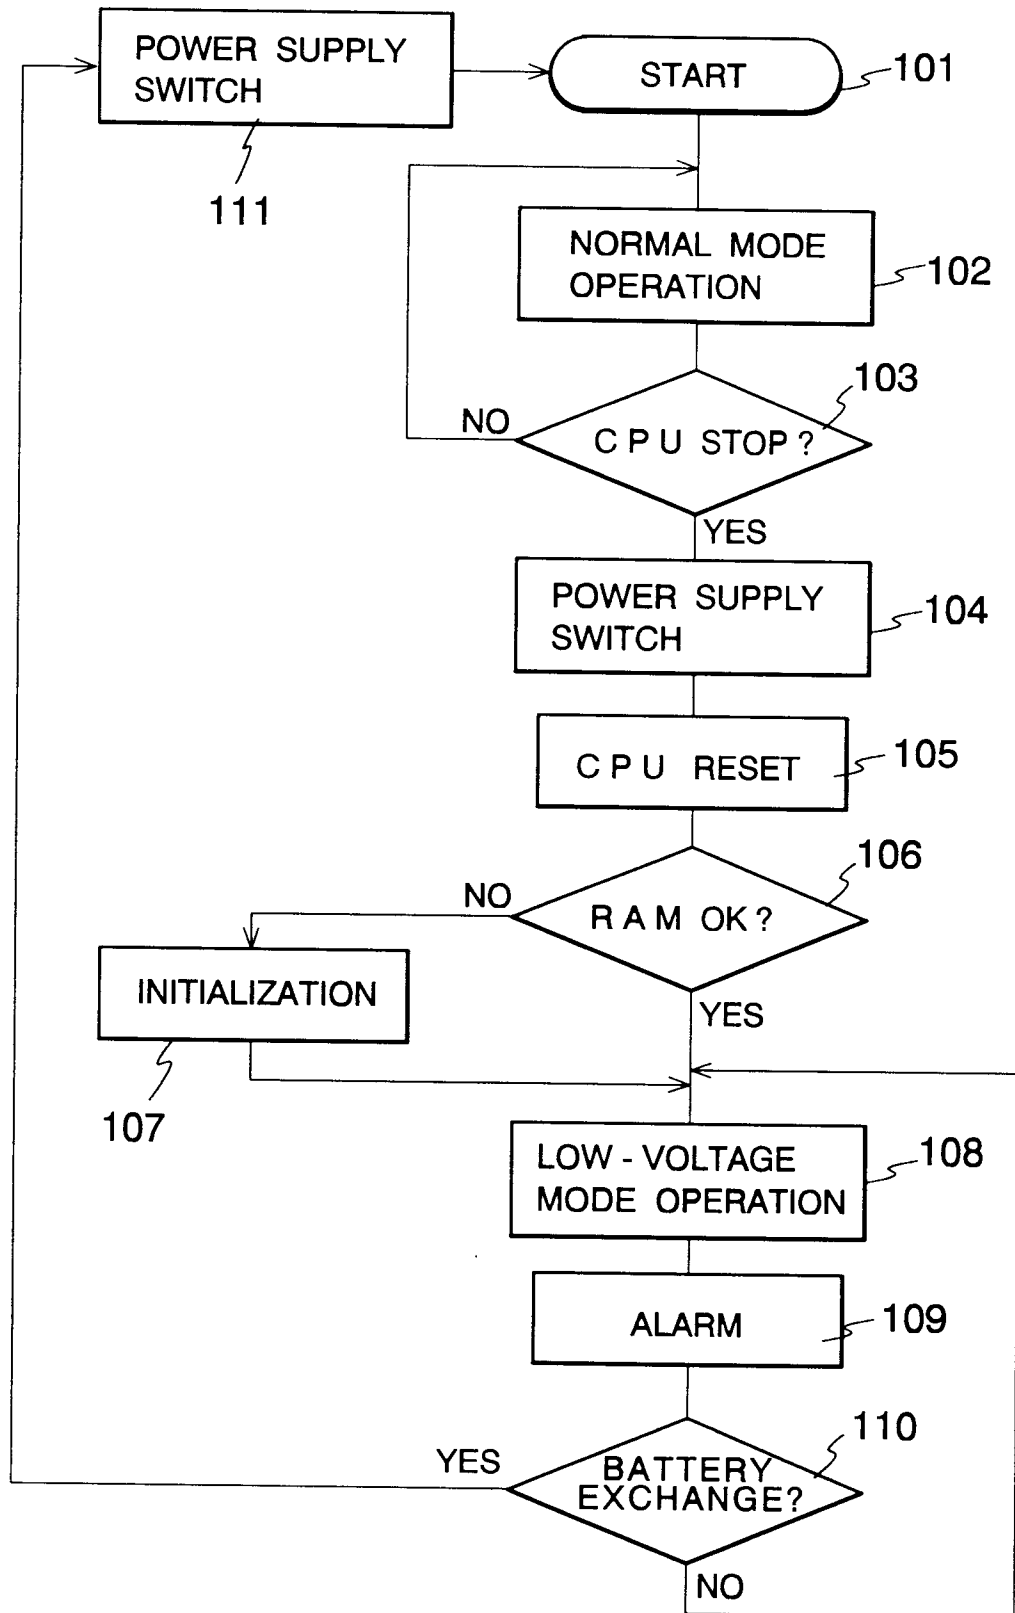 POWER SUPPLY
SWITCH
111
START
101
NORMAL MODE
OPERATION
102
CPU STOP?
103
NO
YES
POWER SUPPLY
SWITCH
104
CPU RESET
105
RAM OK?
106
NO
YES
INITIALIZATION
107
LOW-VOLTAGE
MODE OPERATION
108
ALARM
109
BATTERY
EXCHANGE?
110
YES
NO